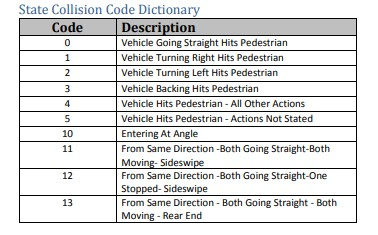 State Collision Code Dictionary
Code Description
0 Vehicle Going Straight Hits Pedestrian
1 Vehicle Turning Right Hits Pedestrian
2 Vehicle Turning Left Hits Pedestrian
3 Vehicle Backing Hits Pedestrian
4 Vehicle Hits Pedestrian - All Other Actions
5 Vehicle Hits Pedestrian - Actions Not Stated
10 Entering At Angle
11 From Same Direction -Both Going Straight-Both
Moving- Sideswipe
12 From Same Direction -Both Going Straight-One
Stopped- Sideswipe
13 From Same Direction - Both Going Straight - Both
Moving - Rear End